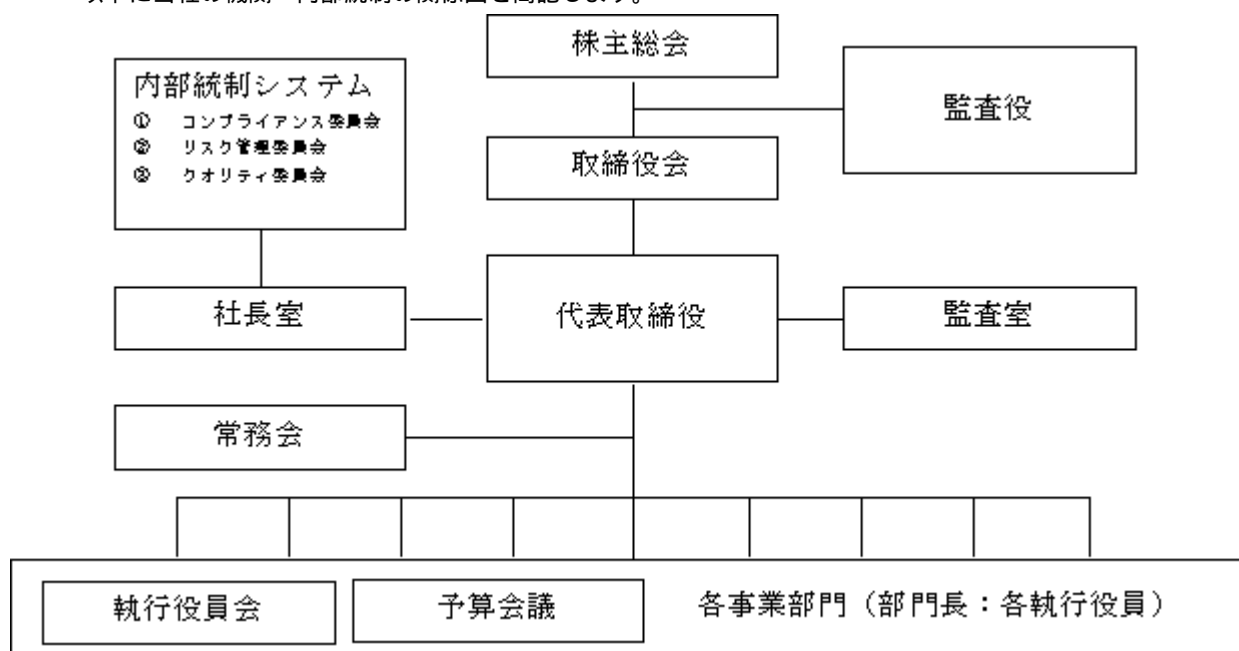 株主総会
内部統制システム
① コンプライアンス委員会
② リスク管理委員会
③ クオリティ委員会
監査役
取締役会
社長室
代表取締役
監査室
常務会
執行役員会
予算会議
各事業部門（部門長：各執行役員）